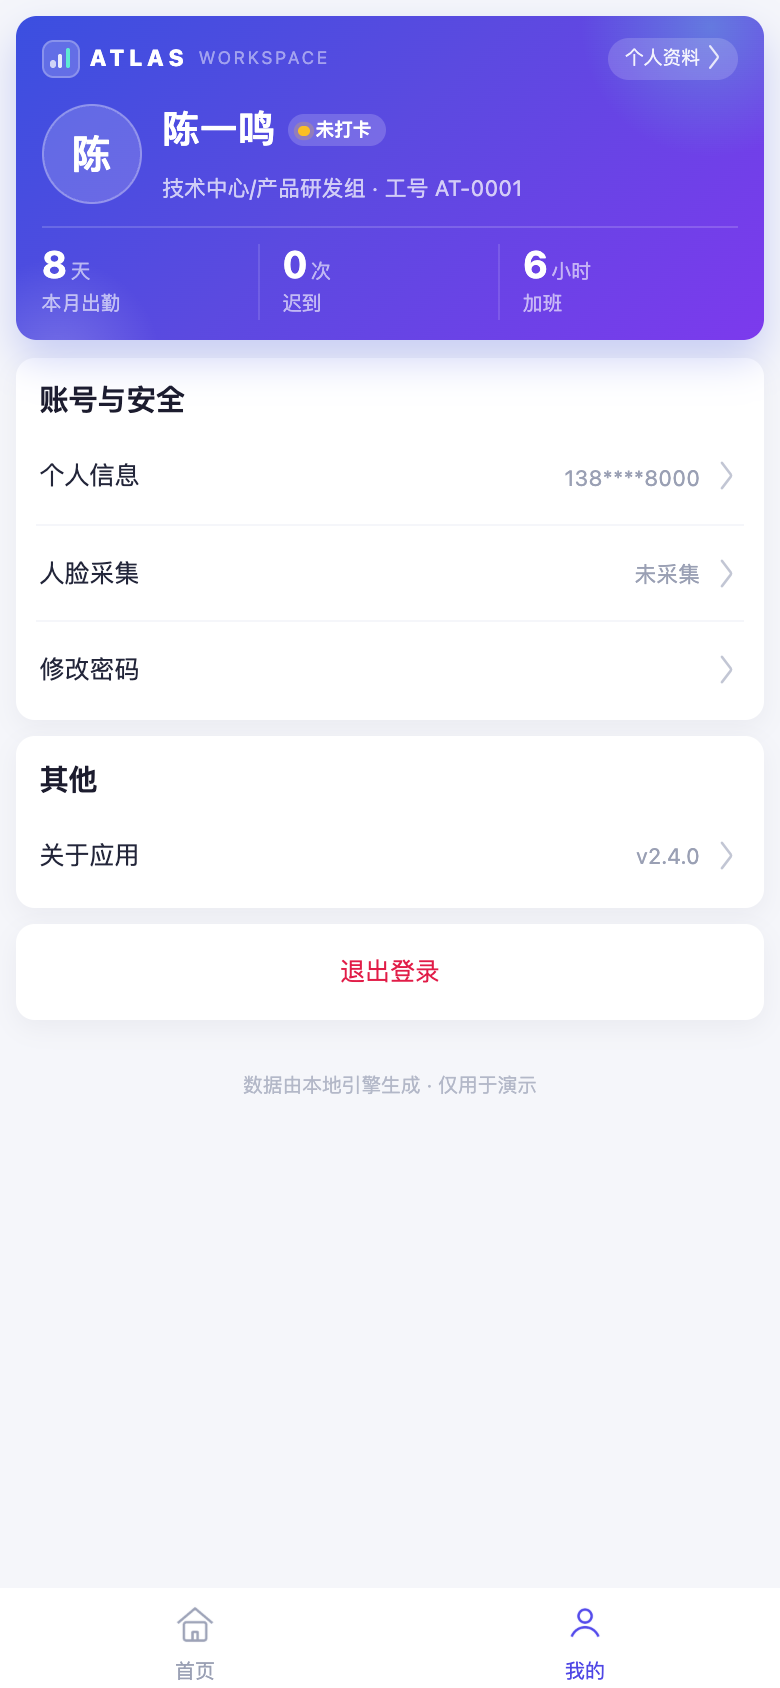 ATLAS WORKSPACE 个人资料
陈 陈一鸣 未打卡
技术中心/产品研发组 · 工号 AT-0001
8 天 0 次 6 小时
本月出勤 迟到 加班
账号与安全
个人信息 138****8000
人脸采集 未采集
修改密码
其他
关于应用 v2.4.0
退出登录
数据由本地引擎生成 · 仅用于演示
首页 我的